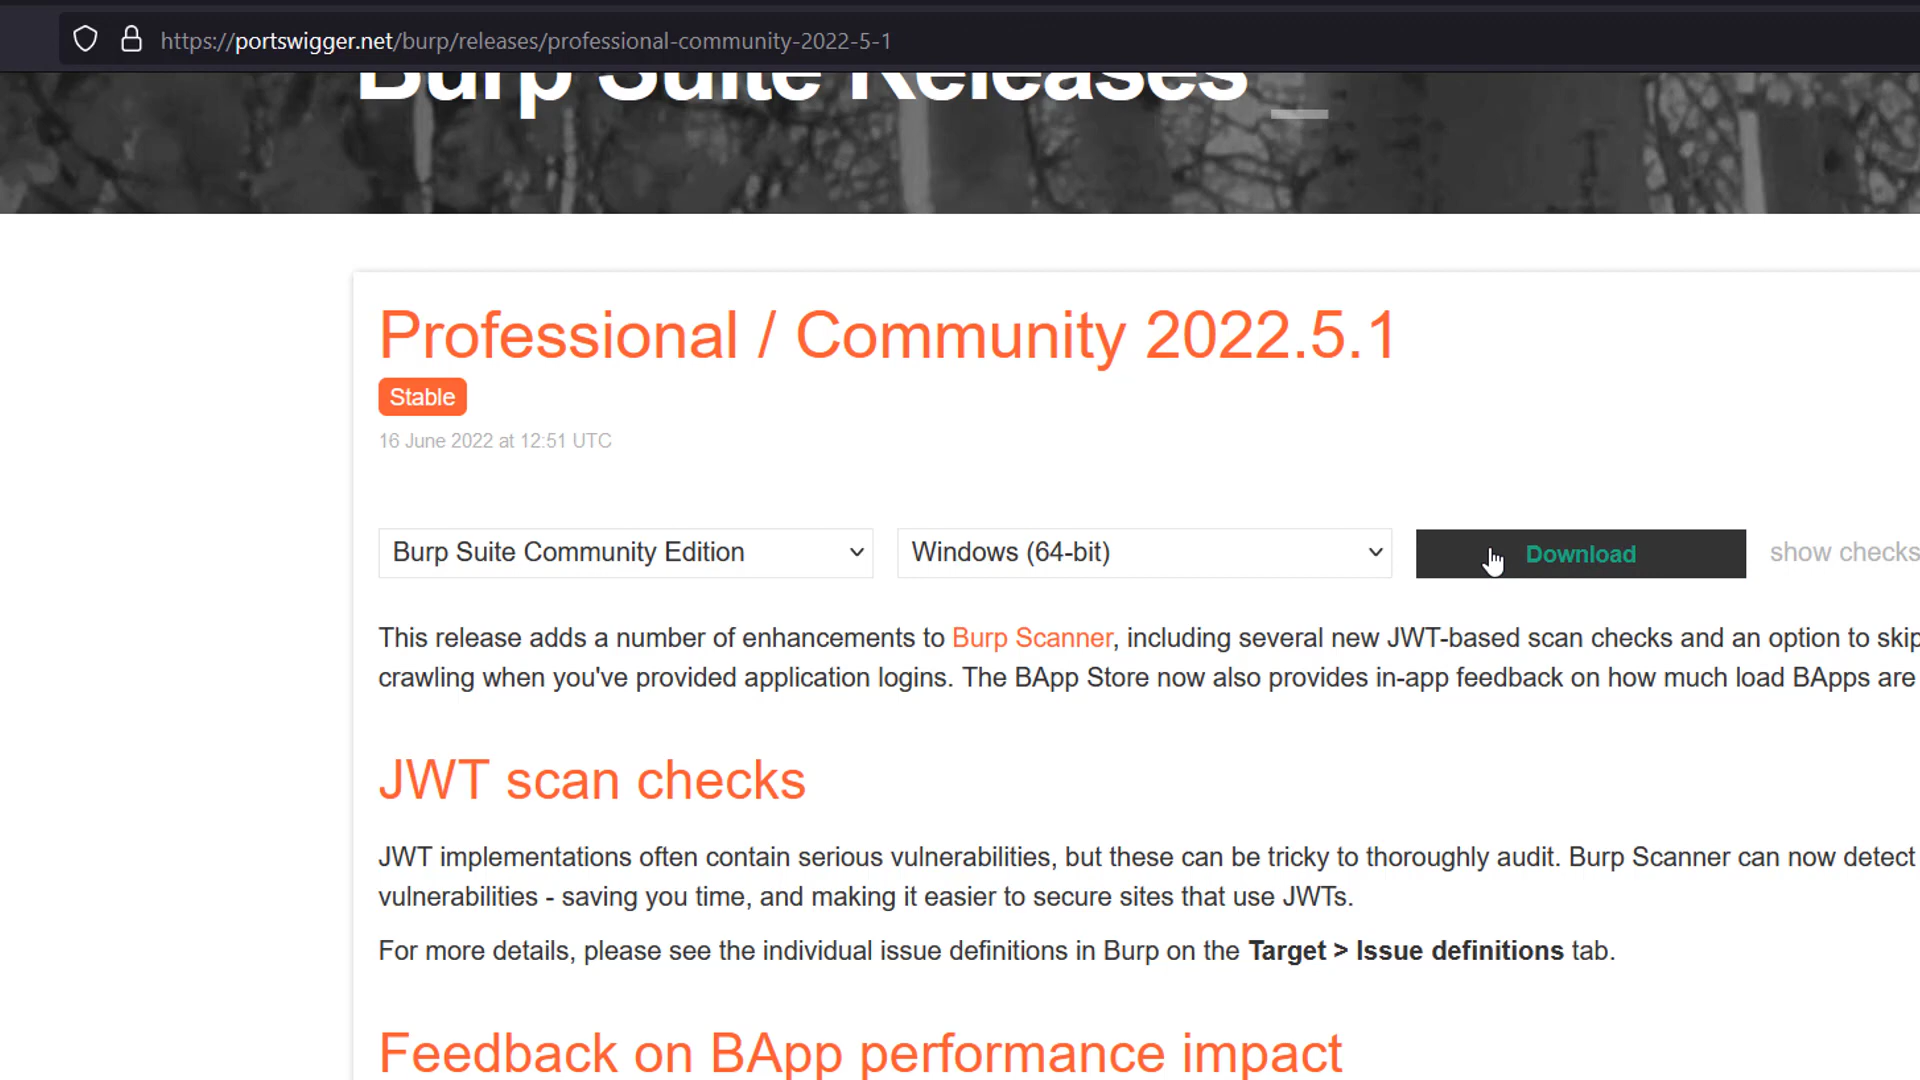 https://portswigger.net/burp/releases/professional-community-2022-5-1
Burp Suite Releases _
Professional / Community 2022.5.1
Stable
16 June 2022 at 12:51 UTC
Burp Suite Community Edition
Windows (64-bit)
Download
show checks
This release adds a number of enhancements to Burp Scanner, including several new JWT-based scan checks and an option to skip
crawling when you've provided application logins. The BApp Store now also provides in-app feedback on how much load BApps are
JWT scan checks
JWT implementations often contain serious vulnerabilities, but these can be tricky to thoroughly audit. Burp Scanner can now detect
vulnerabilities - saving you time, and making it easier to secure sites that use JWTs.
For more details, please see the individual issue definitions in Burp on the Target > Issue definitions tab.
Feedback on BApp performance impact